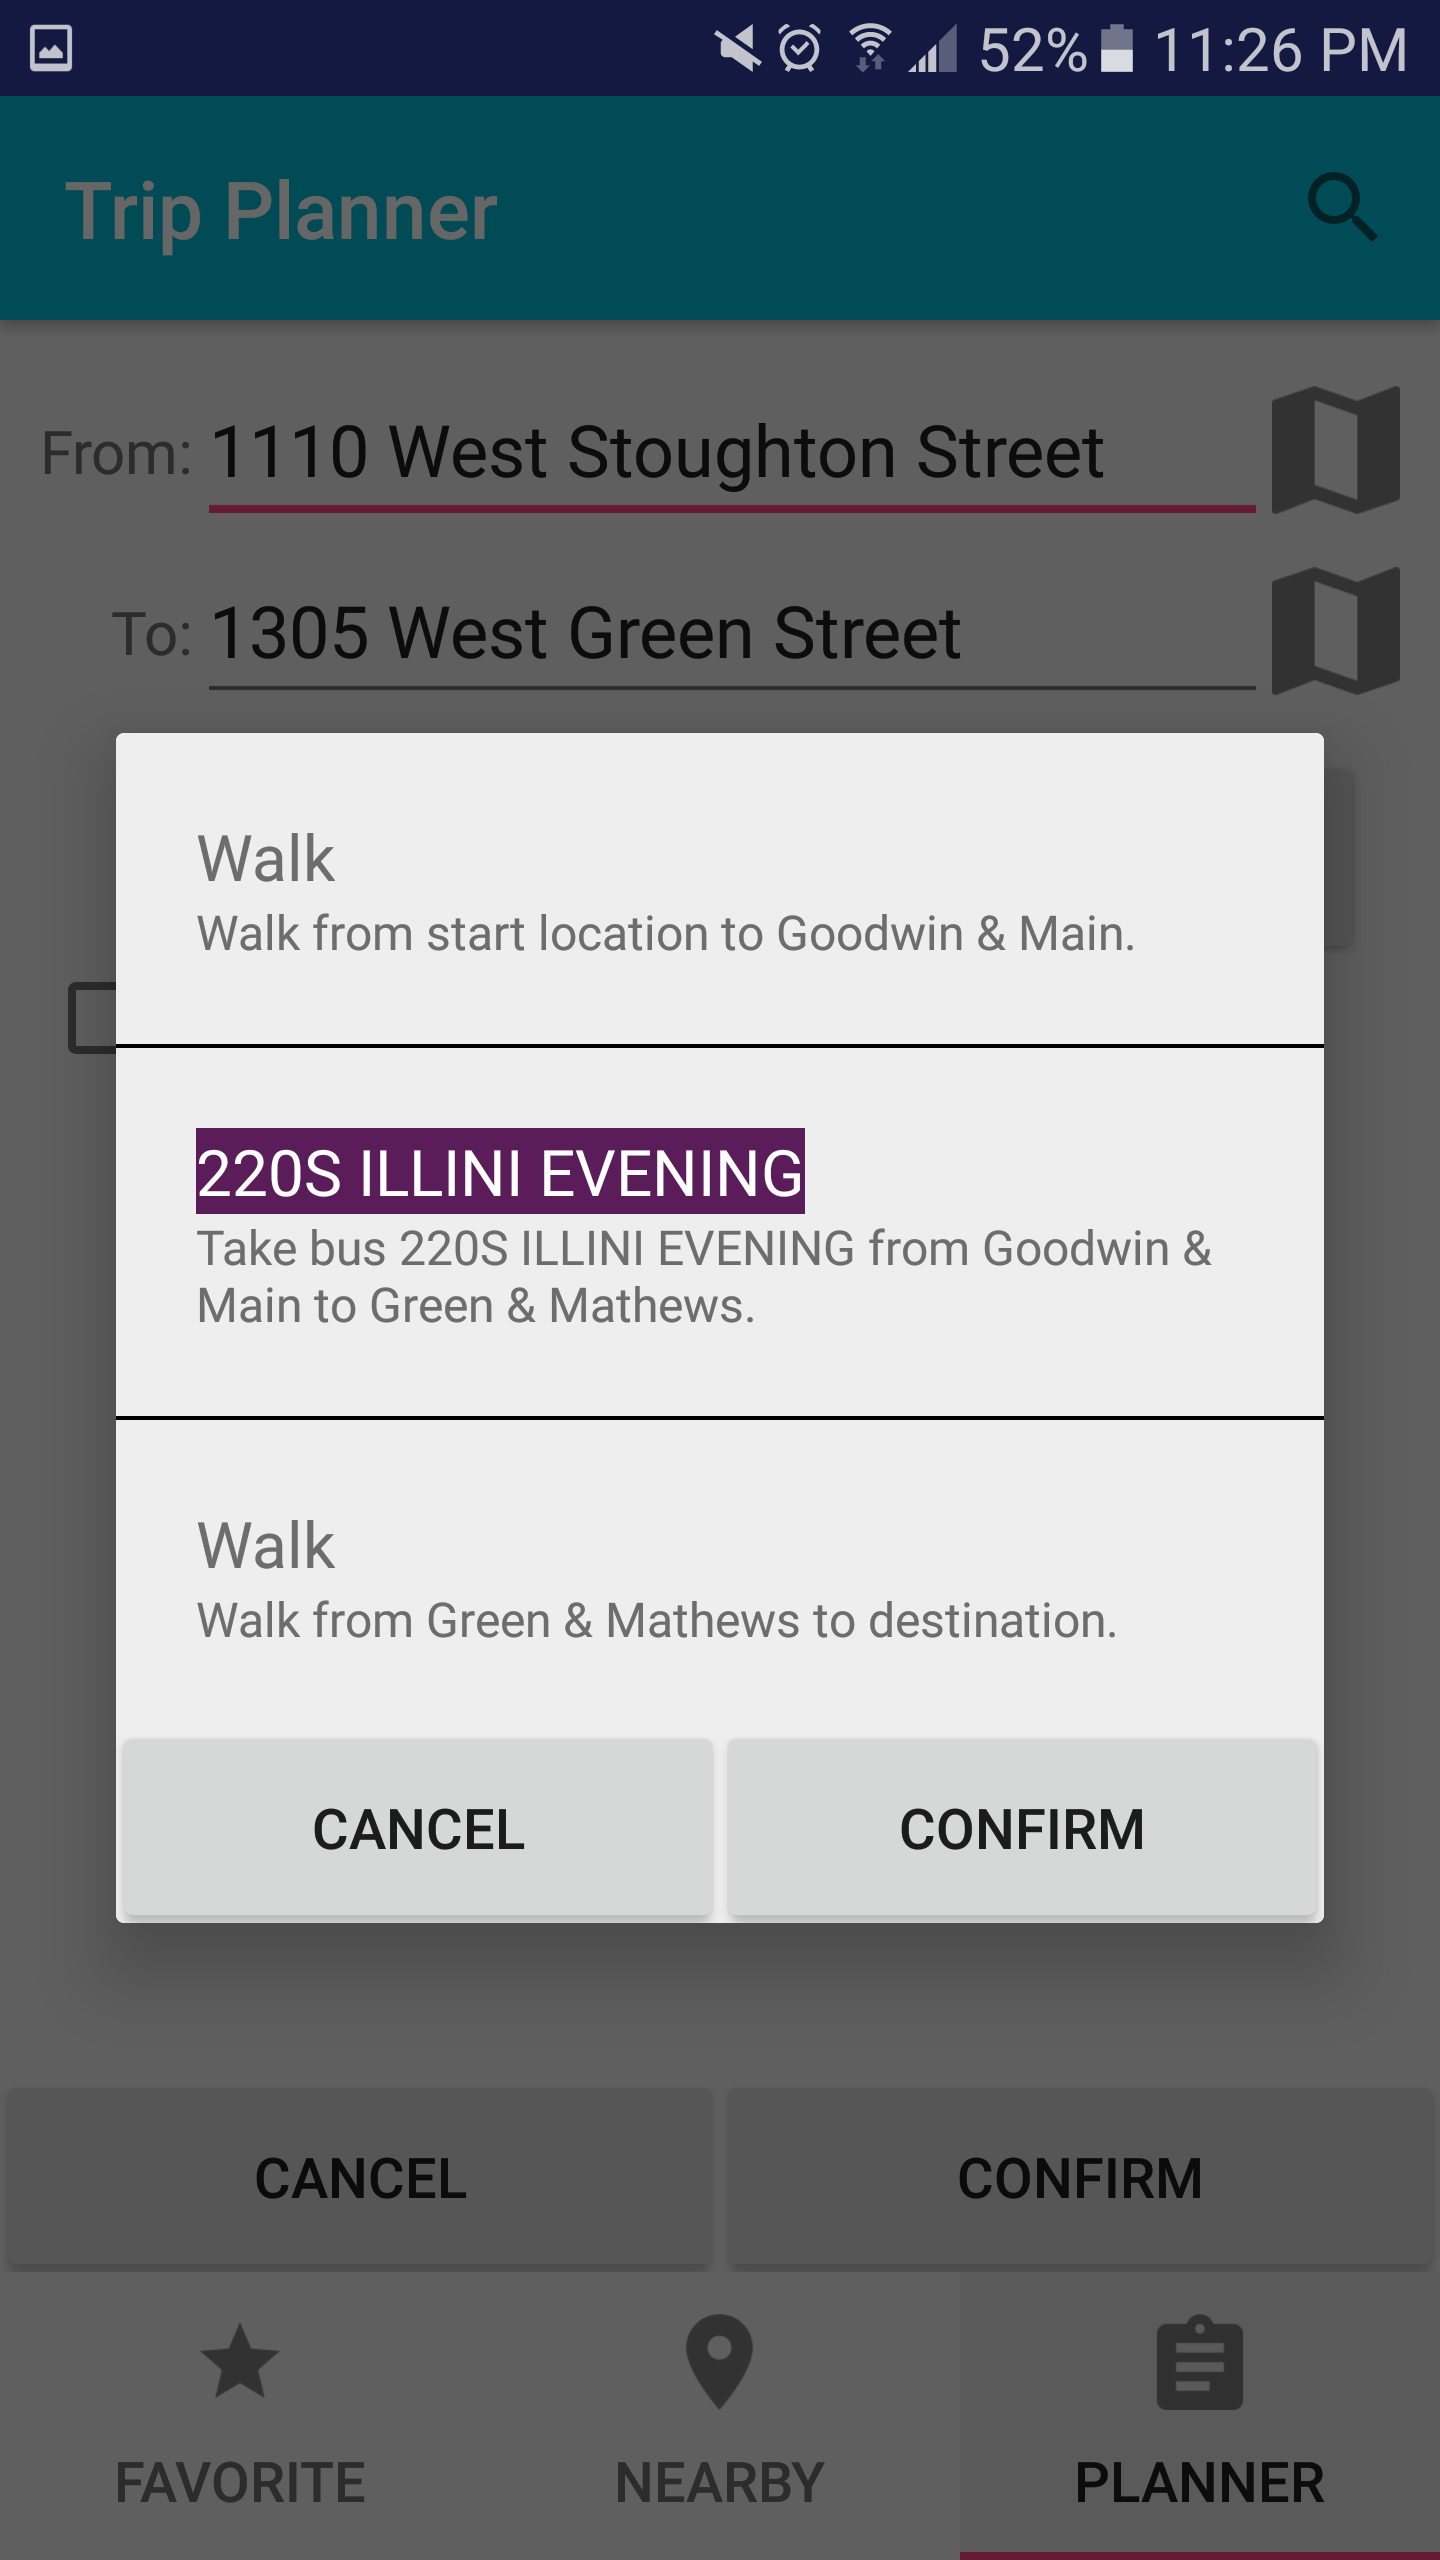 52% 11:26 PM
Trip Planner
From: 1110 West Stoughton Street
To: 1305 West Green Street
Walk
Walk from start location to Goodwin & Main.
220S ILLINI EVENING
Take bus 220S ILLINI EVENING from Goodwin &
Main to Green & Mathews.
Walk
Walk from Green & Mathews to destination.
CANCEL CONFIRM
CANCEL CONFIRM
FAVORITE NEARBY PLANNER